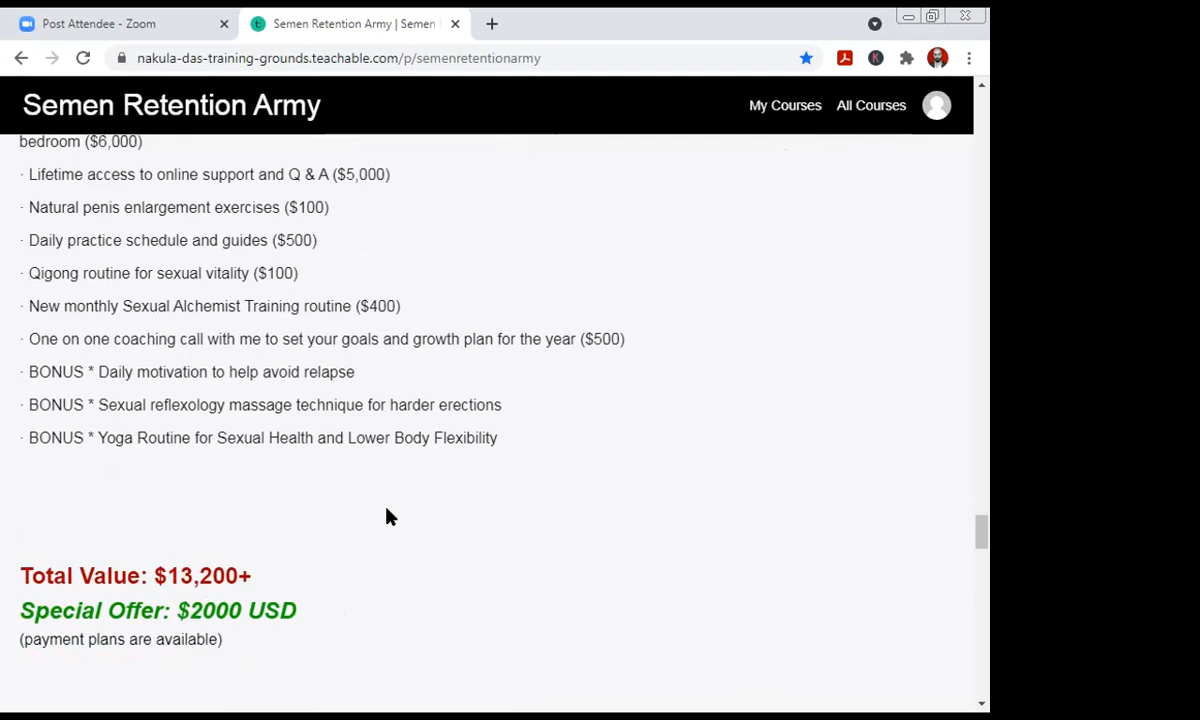 Post Attendee - Zoom
Semen Retention Army | Semen
nakula-das-training-grounds.teachable.com/p/semenretentionarmy
Semen Retention Army
My Courses
All Courses
bedroom ($6,000)
· Lifetime access to online support and Q & A ($5,000)
· Natural penis enlargement exercises ($100)
· Daily practice schedule and guides ($500)
· Qigong routine for sexual vitality ($100)
· New monthly Sexual Alchemist Training routine ($400)
· One on one coaching call with me to set your goals and growth plan for the year ($500)
· BONUS * Daily motivation to help avoid relapse
· BONUS * Sexual reflexology massage technique for harder erections
· BONUS * Yoga Routine for Sexual Health and Lower Body Flexibility
Total Value: $13,200+
Special Offer: $2000 USD
(payment plans are available)